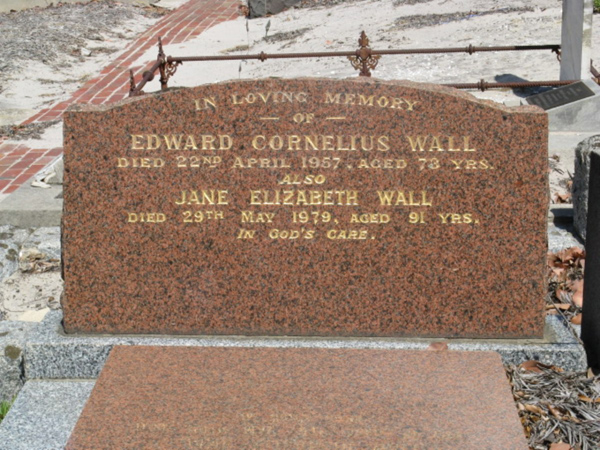 IN LOVING MEMORY
— OF —
EDWARD CORNELIUS WALL
DIED 22ND APRIL 1957, AGED 73 YRS.
ALSO
JANE ELIZABETH WALL
DIED 29TH MAY 1979, AGED 91 YRS.
IN GOD'S CARE.